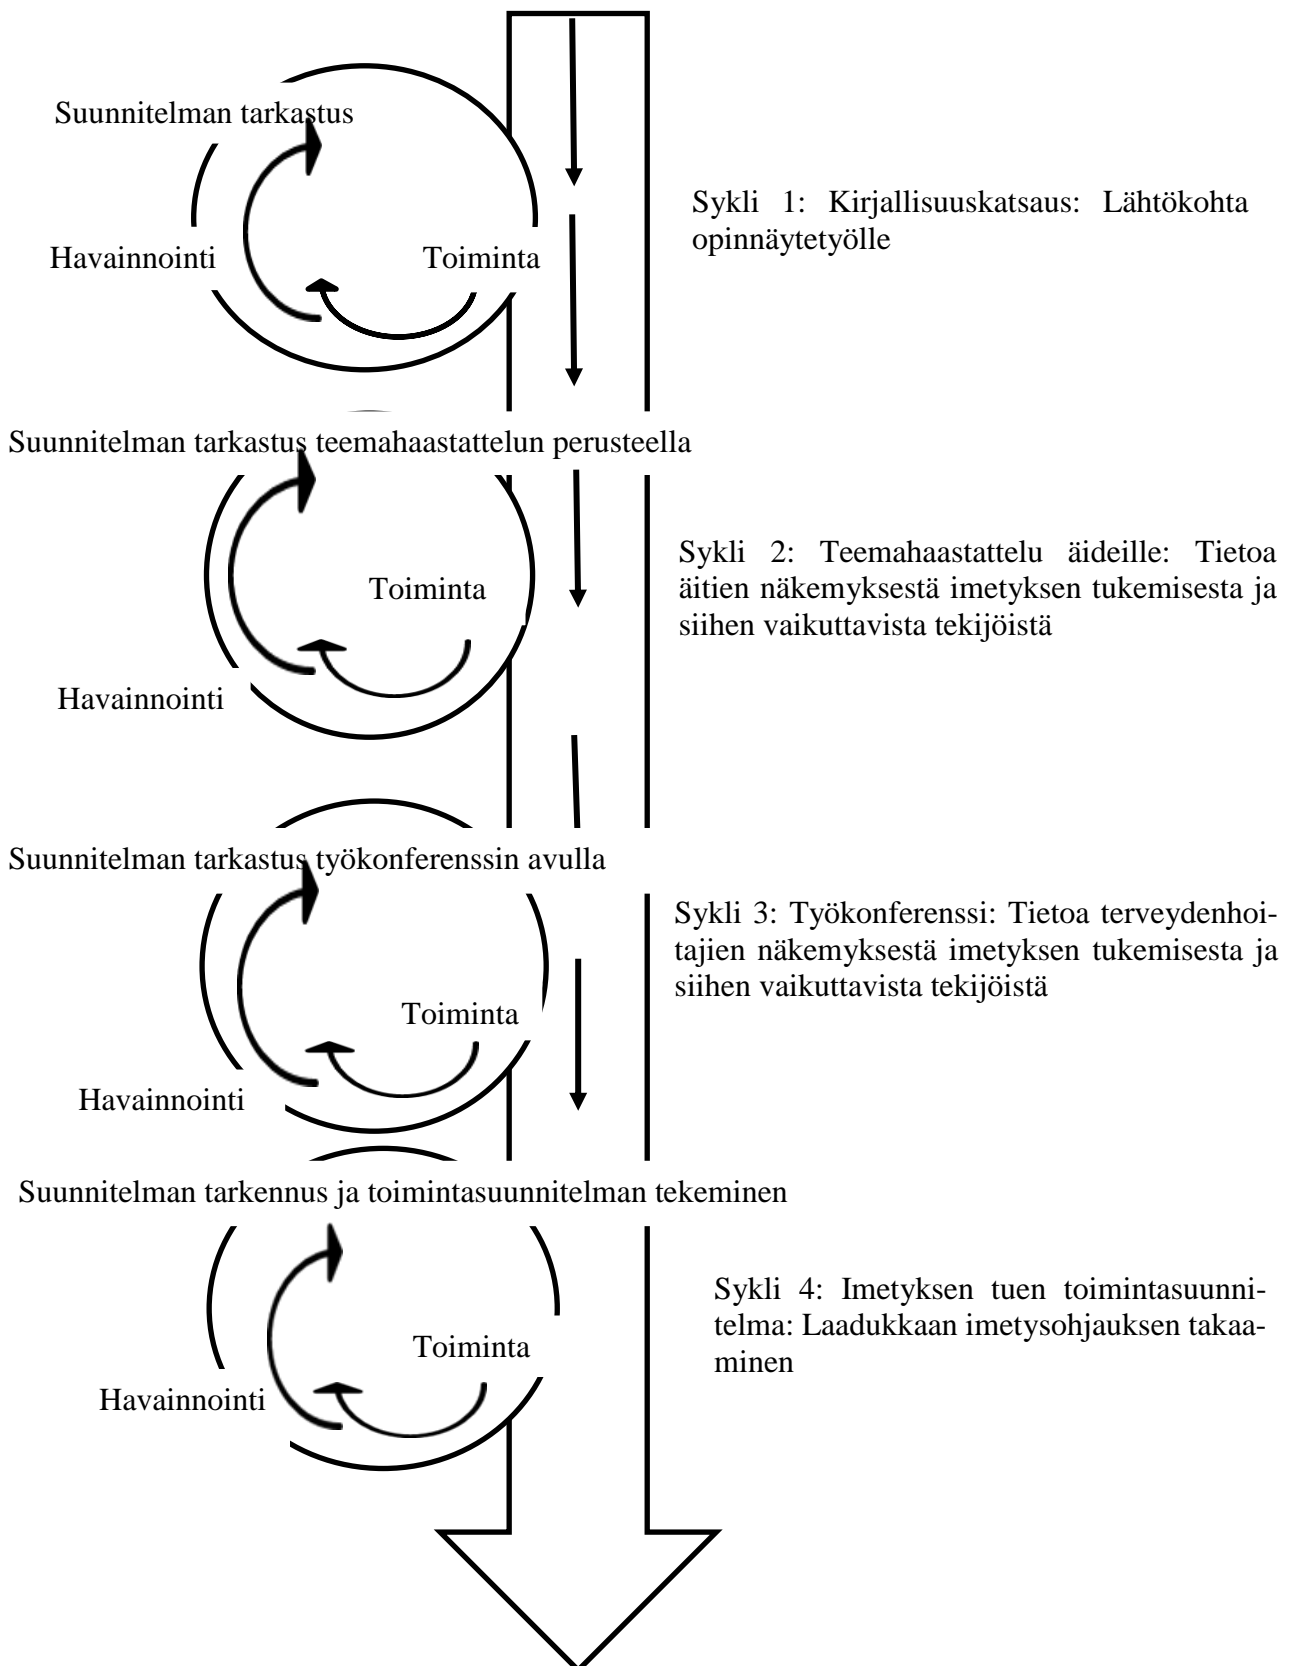 Suunnitelman tarkastus
Sykli 1: Kirjallisuuskatsaus: Lähtökohta
opinnäytetyölle
Havainnointi
Toiminta
Suunnitelman tarkastus teemahaastattelun perusteella
Sykli 2: Teemahaastattelu äideille: Tietoa
äitien näkemyksestä imetyksen tukemisesta ja
siihen vaikuttavista tekijöistä
Toiminta
Havainnointi
Suunnitelman tarkastus työkonferenssin avulla
Sykli 3: Työkonferenssi: Tietoa terveydenhoi-
tajien näkemyksestä imetyksen tukemisesta ja
siihen vaikuttavista tekijöistä
Toiminta
Havainnointi
Suunnitelman tarkennus ja toimintasuunnitelman tekeminen
Sykli 4: Imetyksen tuen toimintasuunni-
telma: Laadukkaan imetysohjauksen takaa-
minen
Toiminta
Havainnointi